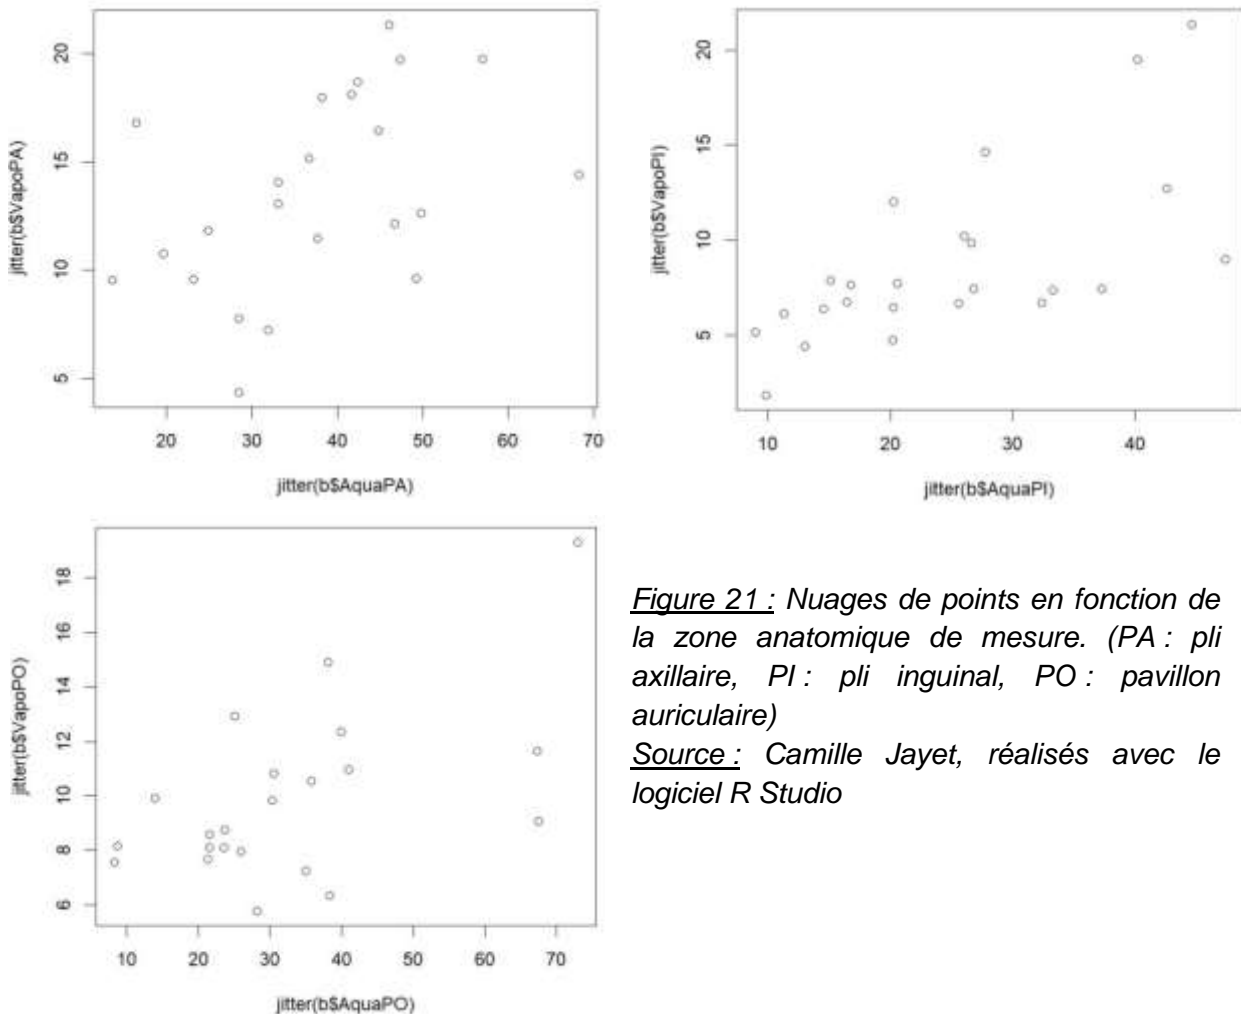 20
15
10
5
jitter(b$VapoPA)
20 30 40 50 60 70
jitter(b$AquaPA)
20
15
10
5
jitter(b$VapoPI)
10 20 30 40
jitter(b$AquaPI)
18
16
14
12
10
8
6
jitter(b$VapoPO)
10 20 30 40 50 60 70
jitter(b$AquaPO)
Figure 21 : Nuages de points en fonction de
la zone anatomique de mesure. (PA : pli
axillaire, PI : pli inguinal, PO : pavillon
auriculaire)
Source : Camille Jayet, réalisés avec le
logiciel R Studio